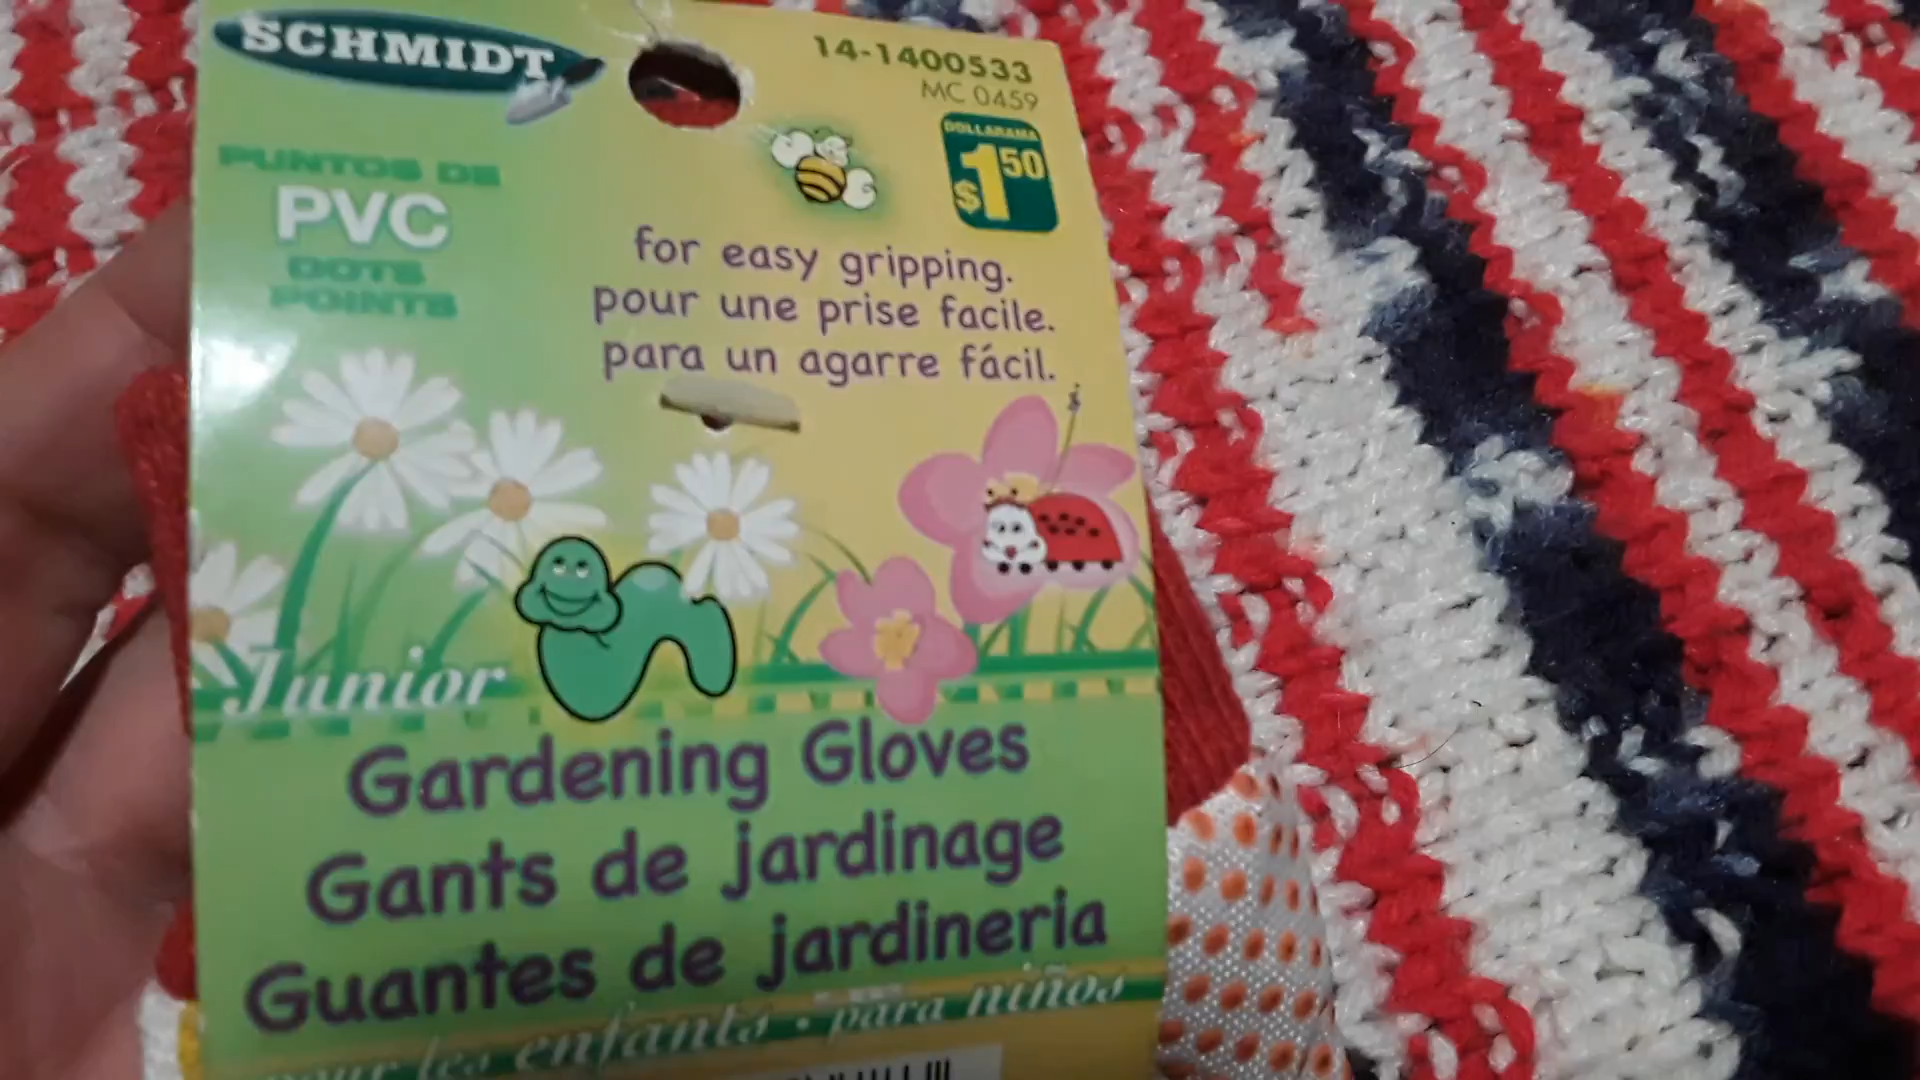 SCHMIDT
14-1400533
MC 0459
DOLLARAMA
$1.50
PUNTOS DE
PVC
DOTS
POINTS
for easy gripping.
pour une prise facile.
para un agarre fácil.
Junior
Gardening Gloves
Gants de jardinage
Guantes de jardineria
pour les enfants • para niños